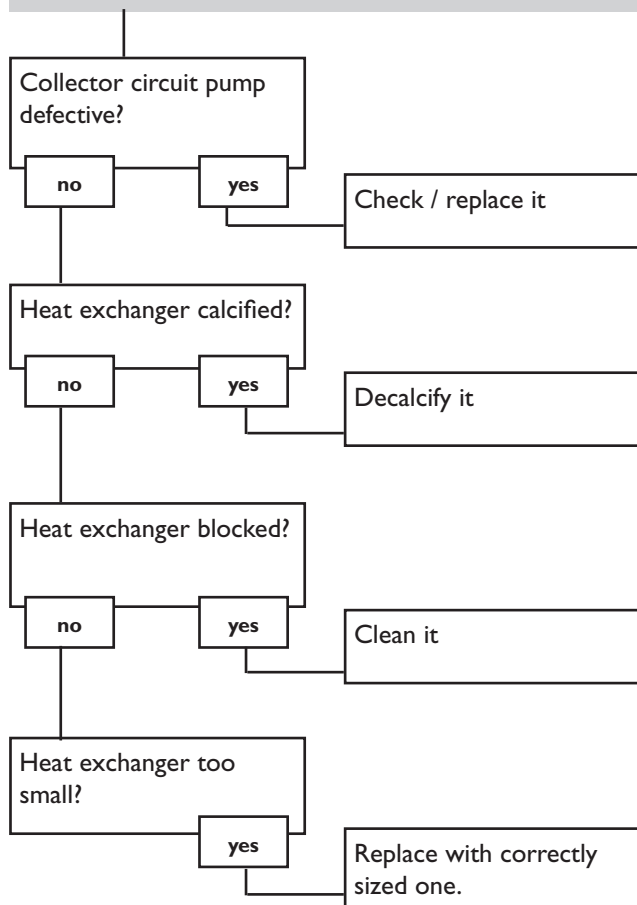 Collector circuit pump
defective?
no
yes
Check / replace it
Heat exchanger calcified?
no
yes
Decalcify it
Heat exchanger blocked?
no
yes
Clean it
Heat exchanger too
small?
yes
Replace with correctly
sized one.